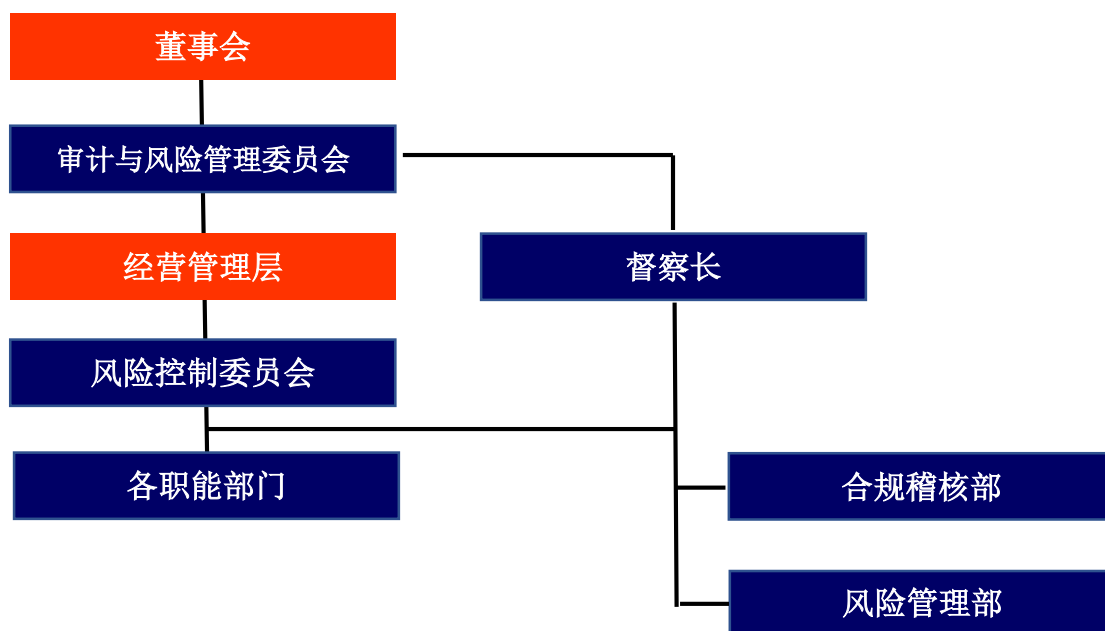 董事会
审计与风险管理委员会
经营管理层
督察长
风险控制委员会
各职能部门
合规稽核部
风险管理部